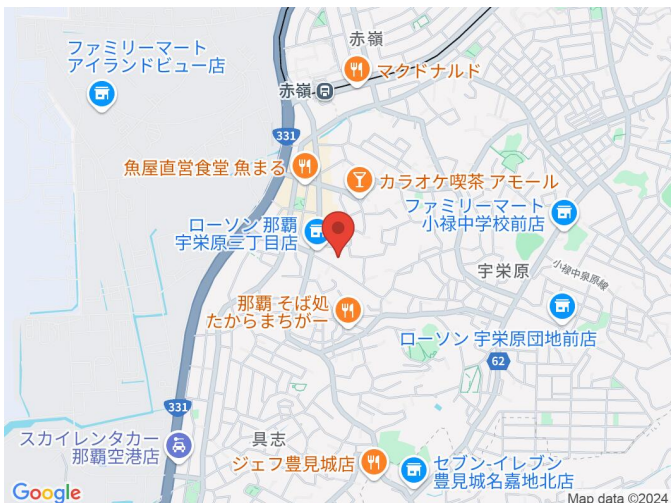 赤嶺
ファミリーマート
アイランドビュー店
マクドナルド
赤嶺
331
魚屋直営食堂 魚まる
カラオケ喫茶 アモール
ファミリーマート
小禄中学校前店
ローソン 那覇
宇栄原三丁目店
宇栄原
小禄中泉原線
那覇 そば処
たからまちがー
ローソン 宇栄原団地前店
62
331
具志
スカイレンタカー
那覇空港店
ジェフ豊見城店
セブン-イレブン
豊見城名嘉地北店
Google
Map data ©2024